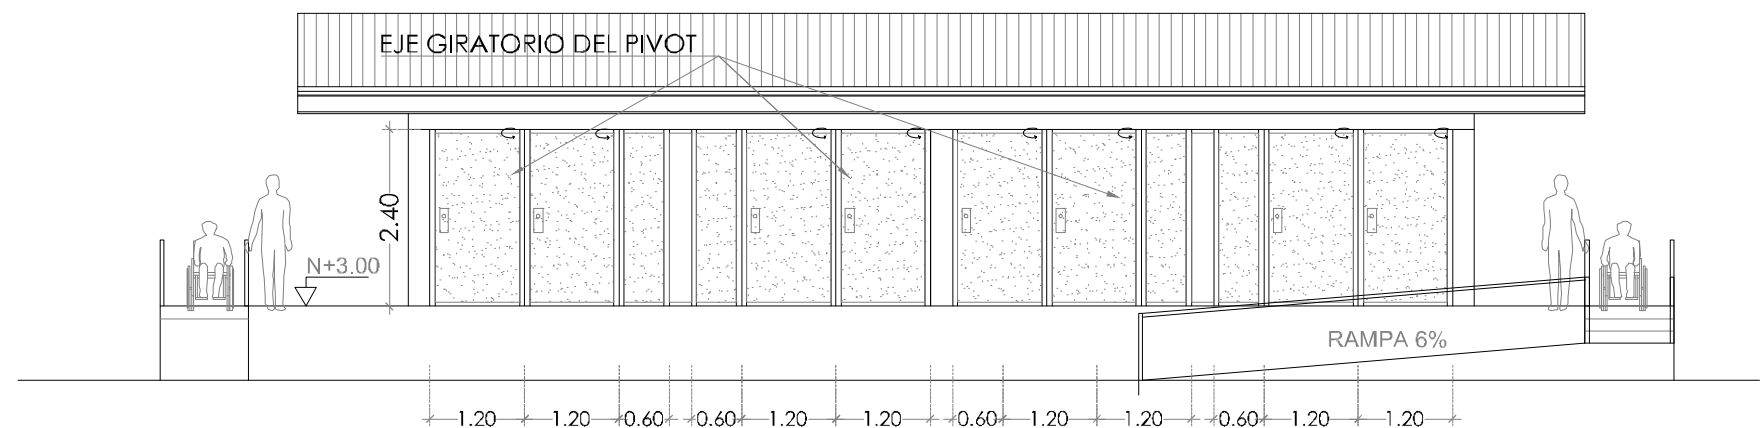 EJE GIRATORIO DEL PIVOT
2.40
N+3.00
RAMPA 6%
1.20 1.20 0.60 0.60 1.20 1.20 0.60 1.20 1.20 0.60 1.20 1.20